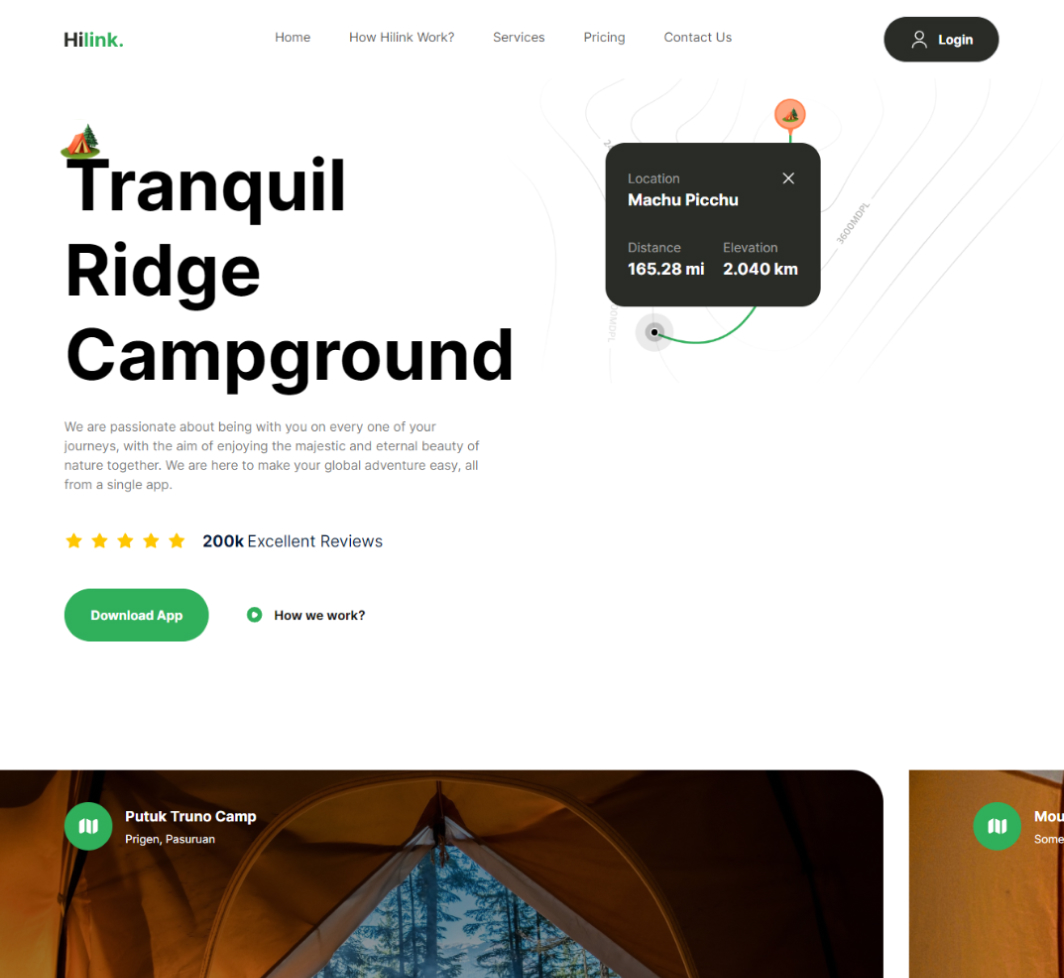 Hilink.
Home
How Hilink Work?
Services
Pricing
Contact Us
Login
Tranquil
Ridge
Campground
We are passionate about being with you on every one of your
journeys, with the aim of enjoying the majestic and eternal beauty of
nature together. We are here to make your global adventure easy, all
from a single app.
200k Excellent Reviews
Download App
How we work?
Location
Machu Picchu
Distance
Elevation
165.28 mi
2.040 km
3600MDPL
Putuk Truno Camp
Prigen, Pasuruan
Mou
Some